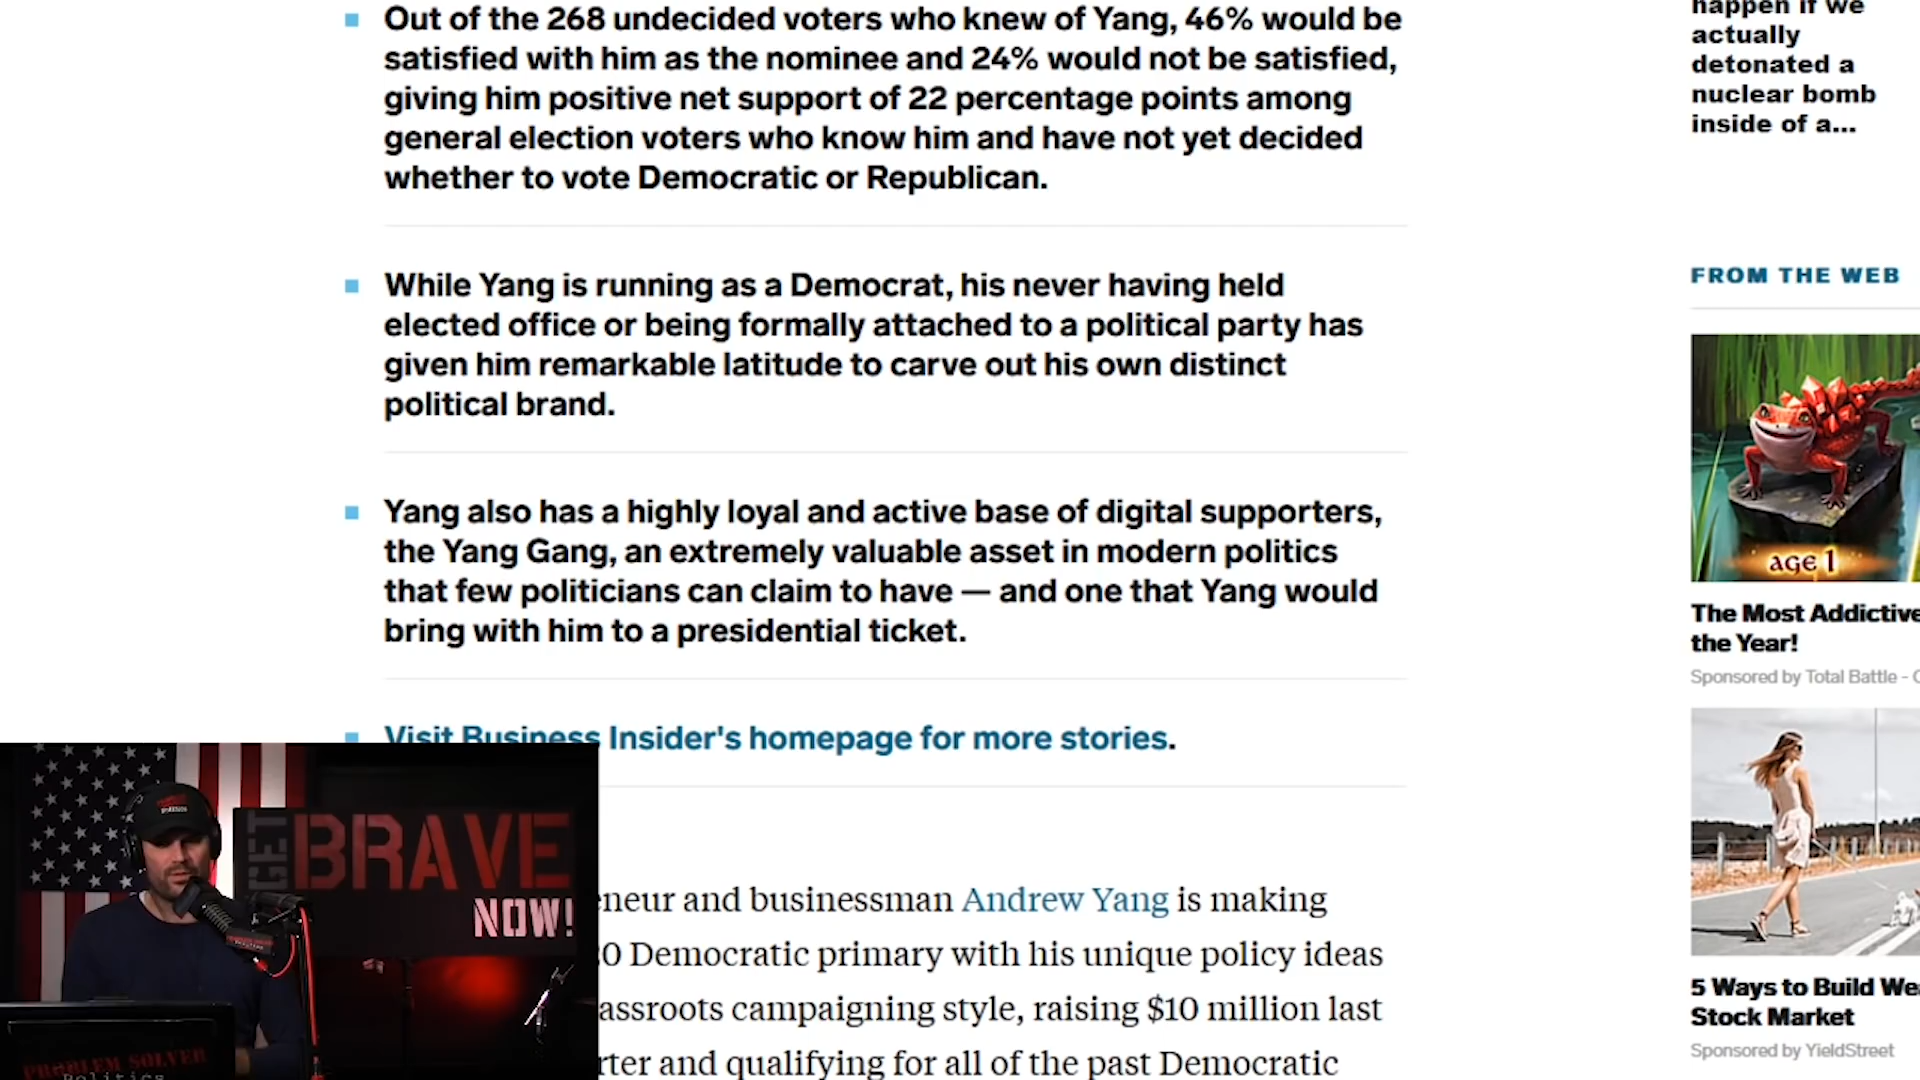 Out of the 268 undecided voters who knew of Yang, 46% would be
satisfied with him as the nominee and 24% would not be satisfied,
giving him positive net support of 22 percentage points among
general election voters who know him and have not yet decided
whether to vote Democratic or Republican.
While Yang is running as a Democrat, his never having held
elected office or being formally attached to a political party has
given him remarkable latitude to carve out his own distinct
political brand.
Yang also has a highly loyal and active base of digital supporters,
the Yang Gang, an extremely valuable asset in modern politics
that few politicians can claim to have — and one that Yang would
bring with him to a presidential ticket.
Visit Business Insider's homepage for more stories.
eneur and businessman Andrew Yang is making
20 Democratic primary with his unique policy ideas
assroots campaigning style, raising $10 million last
rter and qualifying for all of the past Democratic
happen if we
actually
detonated a
nuclear bomb
inside of a...
FROM THE WEB
AGE 1
The Most Addictive
the Year!
Sponsored by Total Battle -
5 Ways to Build We
Stock Market
Sponsored by YieldStreet
GET
BRAVE
NOW!
PROBLEM SOLVER
Politics